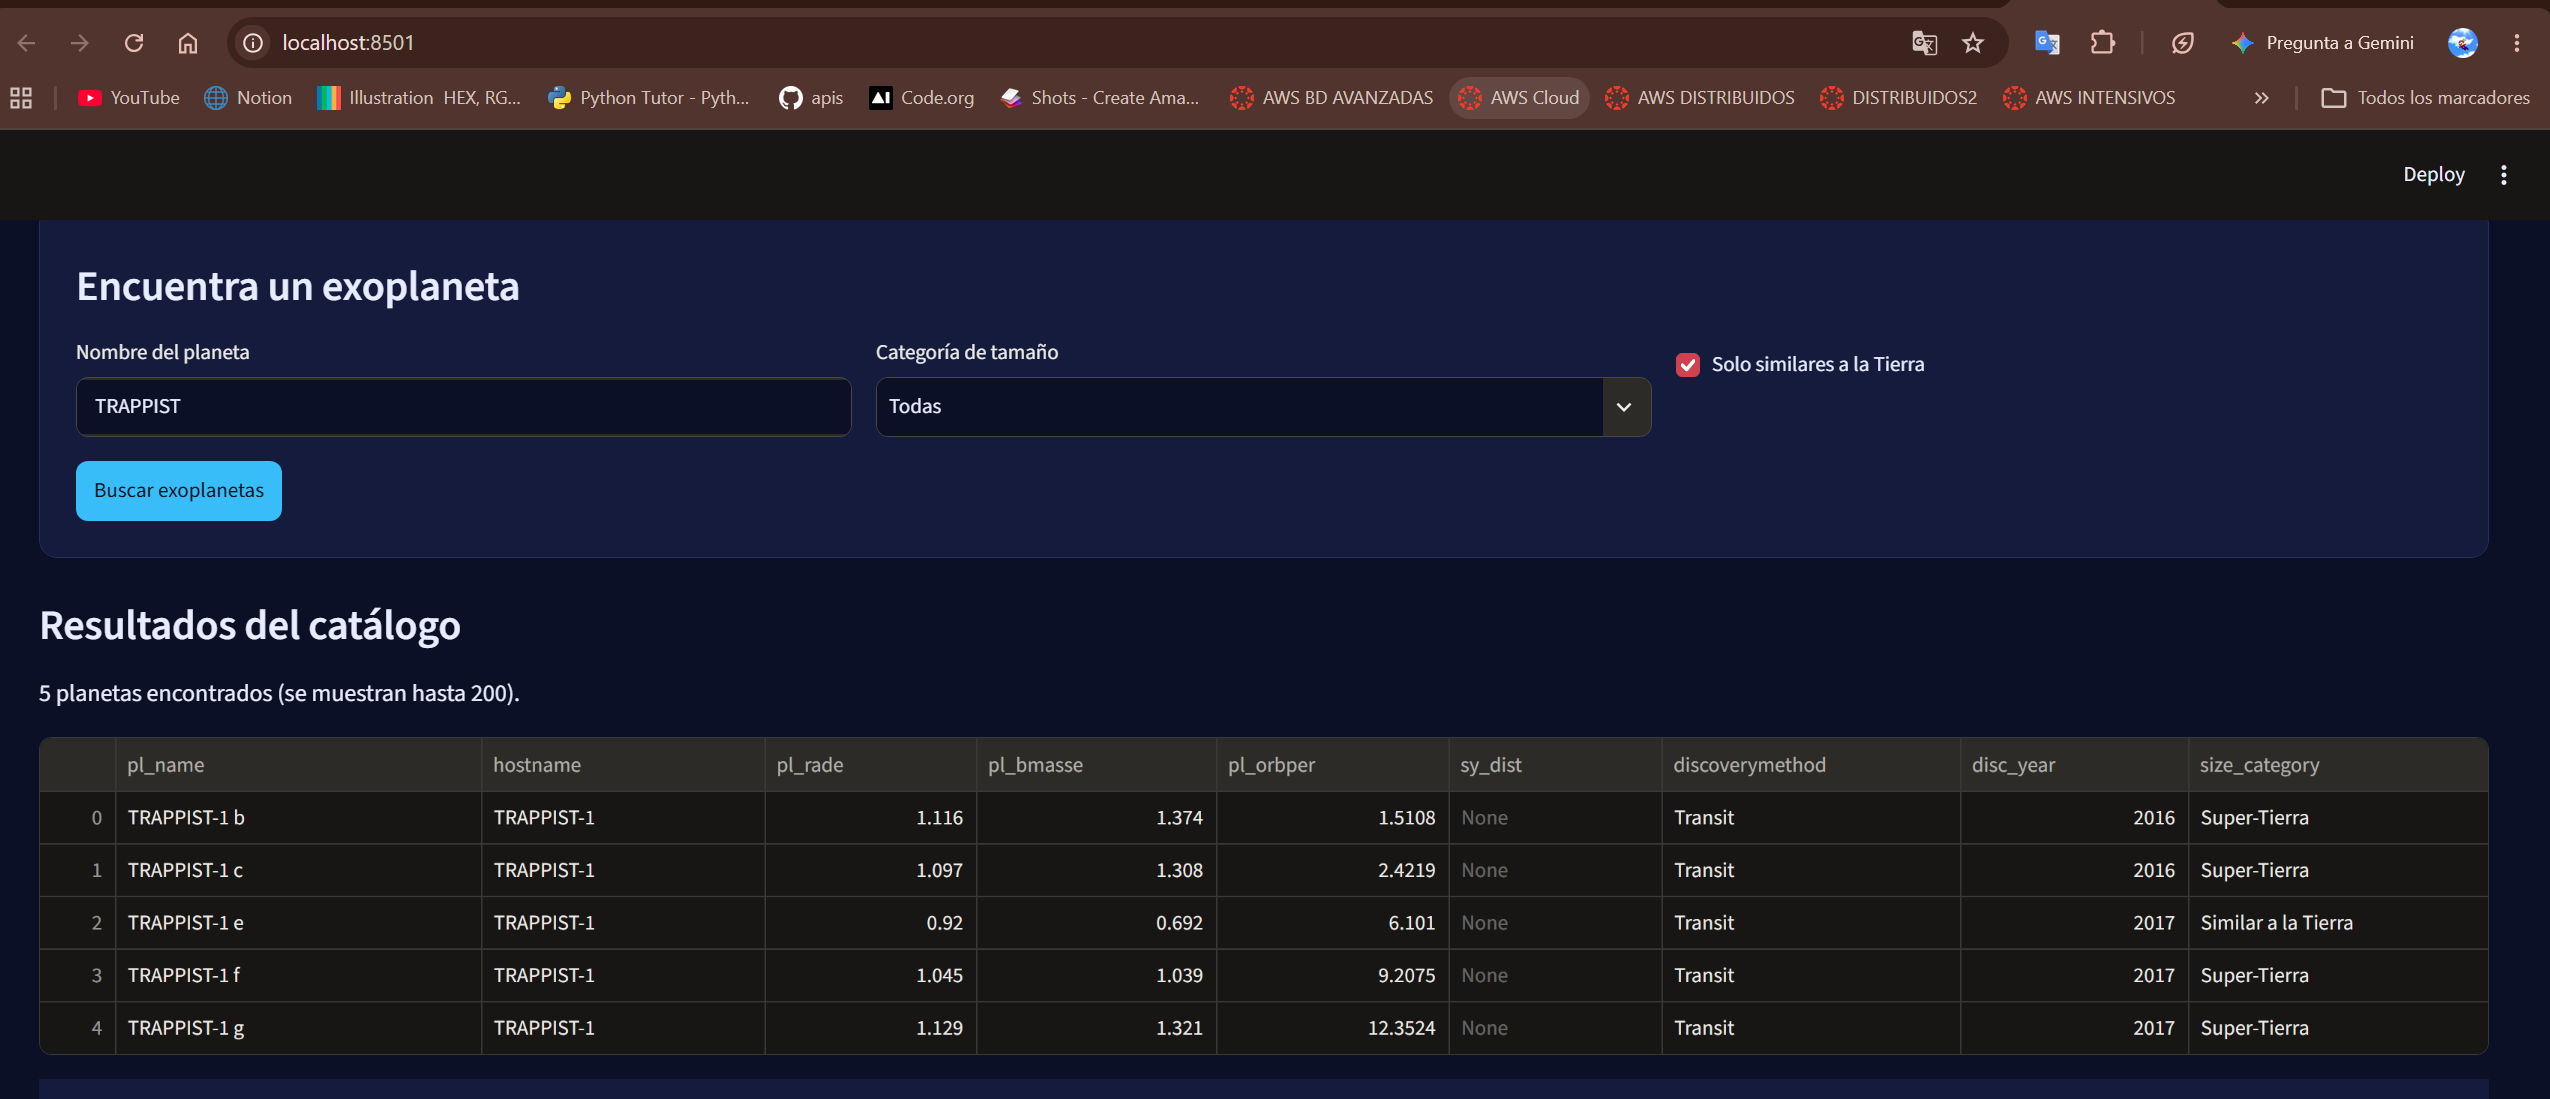 localhost:8501
Pregunta a Gemini
YouTube Notion Illustration HEX, RG... Python Tutor - Pyth... apis Code.org Shots - Create Ama... AWS BD AVANZADAS AWS Cloud AWS DISTRIBUIDOS DISTRIBUIDOS2 AWS INTENSIVOS » Todos los marcadores
Deploy
Encuentra un exoplaneta
Nombre del planeta Categoría de tamaño Solo similares a la Tierra
TRAPPIST Todas
Buscar exoplanetas
Resultados del catálogo
5 planetas encontrados (se muestran hasta 200).
pl_name hostname pl_rade pl_bmasse pl_orbper sy_dist discoverymethod disc_year size_category
0 TRAPPIST-1 b TRAPPIST-1 1.116 1.374 1.5108 None Transit 2016 Super-Tierra
1 TRAPPIST-1 c TRAPPIST-1 1.097 1.308 2.4219 None Transit 2016 Super-Tierra
2 TRAPPIST-1 e TRAPPIST-1 0.92 0.692 6.101 None Transit 2017 Similar a la Tierra
3 TRAPPIST-1 f TRAPPIST-1 1.045 1.039 9.2075 None Transit 2017 Super-Tierra
4 TRAPPIST-1 g TRAPPIST-1 1.129 1.321 12.3524 None Transit 2017 Super-Tierra